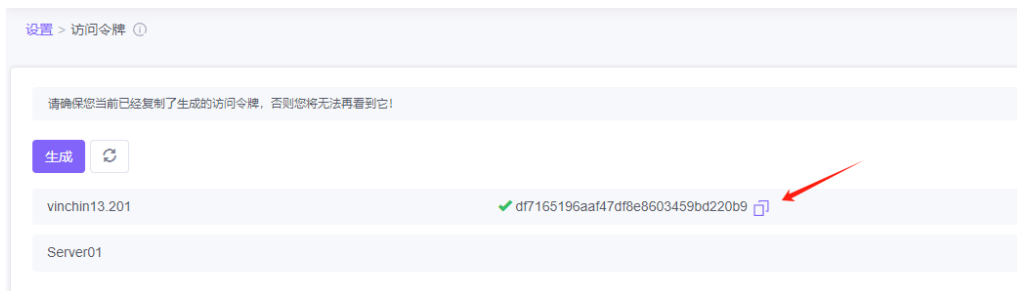 设置 > 访问令牌
请确保您当前已经复制了生成的访问令牌，否则您将无法再看到它！
生成
vinchin13.201 df7165196aaf47df8e8603459bd220b9
Server01